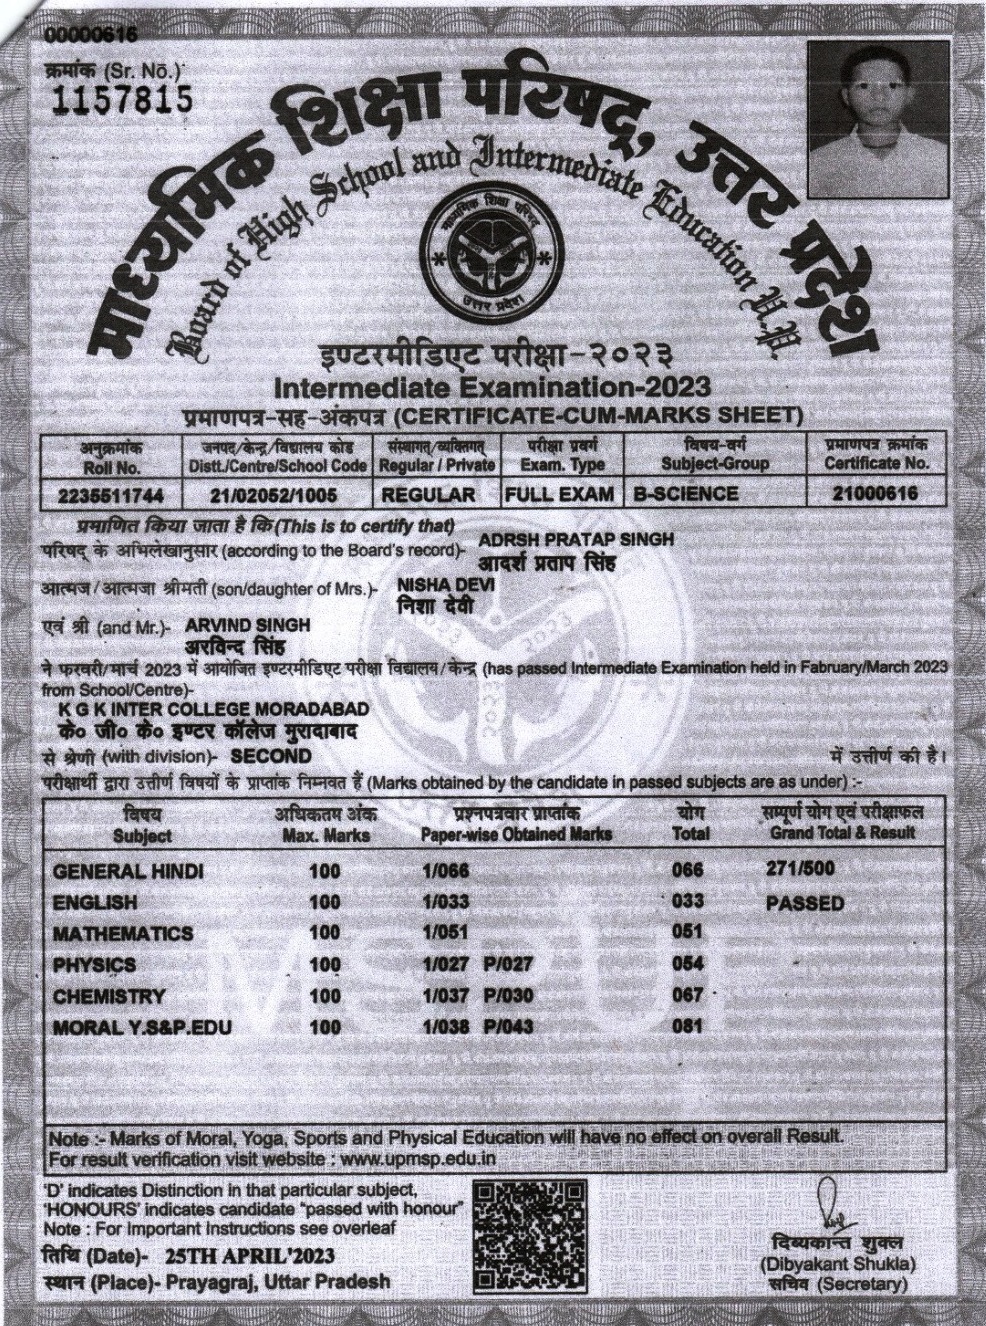 00000616
क्रमांक (Sr. No.)
1157815
माध्यमिक शिक्षा परिषद्, उत्तर प्रदेश
Board of High School and Intermediate Education U.P.
माध्यमिक शिक्षा परिषद
उत्तर प्रदेश
इण्टरमीडिएट परीक्षा-२०२३
Intermediate Examination-2023
प्रमाणपत्र-सह-अंकपत्र (CERTIFICATE-CUM-MARKS SHEET)
अनुक्रमांक जनपद/केन्द्र/विद्यालय कोड संस्थागत्/व्यक्तिगत् परीक्षा प्रवर्ग विषय-वर्ग प्रमाणपत्र क्रमांक
Roll No. Distt./Centre/School Code Regular / Private Exam. Type Subject-Group Certificate No.
2235511744 21/02052/1005 REGULAR FULL EXAM B-SCIENCE 21000616
प्रमाणित किया जाता है कि (This is to certify that)
परिषद् के अभिलेखानुसार (according to the Board's record)- ADRSH PRATAP SINGH
आदर्श प्रताप सिंह
आत्मज/आत्मजा श्रीमती (son/daughter of Mrs.)- NISHA DEVI
निशा देवी
एवं श्री (and Mr.)- ARVIND SINGH
अरविन्द सिंह
ने फरवरी/मार्च 2023 में आयोजित इण्टरमीडिएट परीक्षा विद्यालय/केन्द्र (has passed Intermediate Examination held in Fabruary/March 2023
from School/Centre)-
K G K INTER COLLEGE MORADABAD
के० जी० के० इण्टर कॉलेज मुरादाबाद
से श्रेणी (with division)- SECOND में उत्तीर्ण की है।
परीक्षार्थी द्वारा उत्तीर्ण विषयों के प्राप्तांक निम्नवत हैं (Marks obtained by the candidate in passed subjects are as under) :-
विषय अधिकतम अंक प्रश्नपत्रवार प्राप्तांक योग सम्पूर्ण योग एवं परीक्षाफल
Subject Max. Marks Paper-wise Obtained Marks Total Grand Total & Result
GENERAL HINDI 100 1/066 066 271/500
ENGLISH 100 1/033 033 PASSED
MATHEMATICS 100 1/051 051
PHYSICS 100 1/027 P/027 054
CHEMISTRY 100 1/037 P/030 067
MORAL Y.S&P.EDU 100 1/038 P/043 081
Note :- Marks of Moral, Yoga, Sports and Physical Education will have no effect on overall Result.
For result verification visit website : www.upmsp.edu.in
'D' indicates Distinction in that particular subject,
'HONOURS' indicates candidate "passed with honour"
Note : For Important Instructions see overleaf
तिथि (Date)- 25TH APRIL'2023
स्थान (Place)- Prayagraj, Uttar Pradesh
दिव्यकान्त शुक्ल
(Dibyakant Shukla)
सचिव (Secretary)